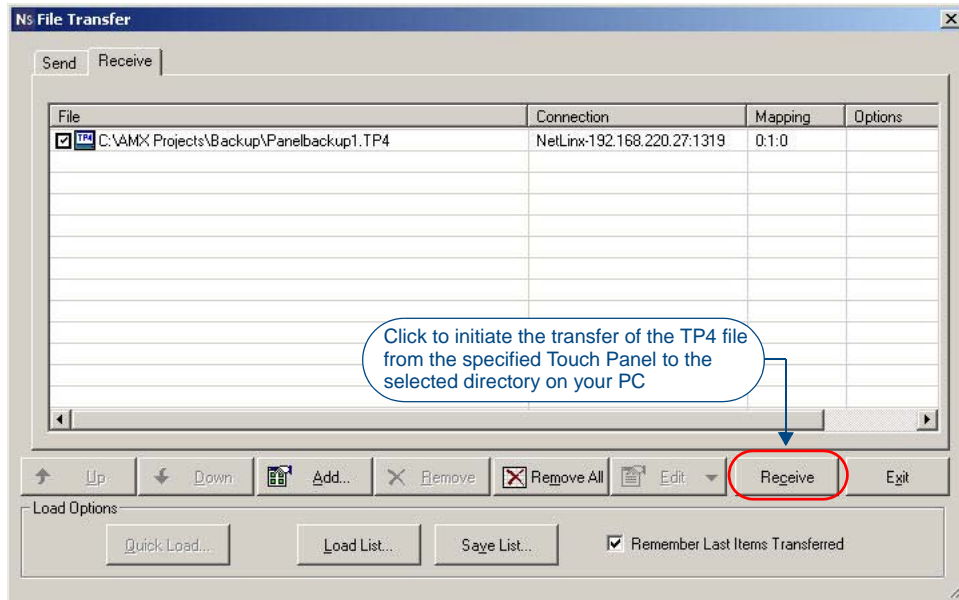 NS File Transfer
Send Receive
File Connection Mapping Options
TP4 C:\AMX Projects\Backup\Panelbackup1.TP4 NetLinx-192.168.220.27:1319 0:1:0
Click to initiate the transfer of the TP4 file
from the specified Touch Panel to the
selected directory on your PC
Up Down Add... Remove Remove All Edit Receive Exit
Load Options
Quick Load... Load List... Save List... Remember Last Items Transferred